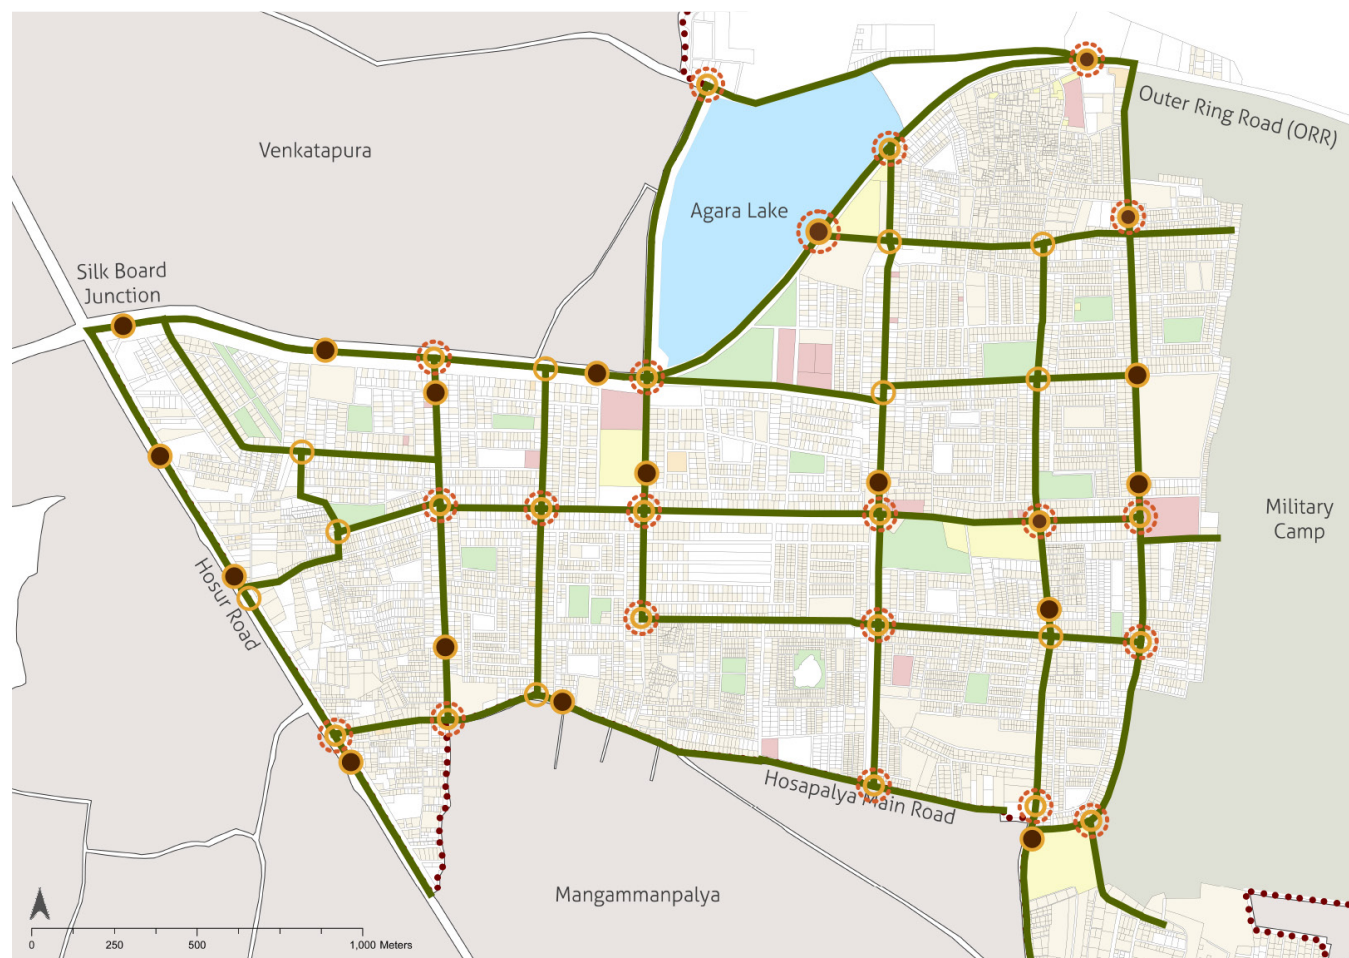 Outer Ring Road (ORR)
Venkatapura
Agara Lake
Silk Board
Junction
Military
Camp
Hosur Road
Hosapalya Main Road
Mangammanpalya
0 250 500 1,000 Meters